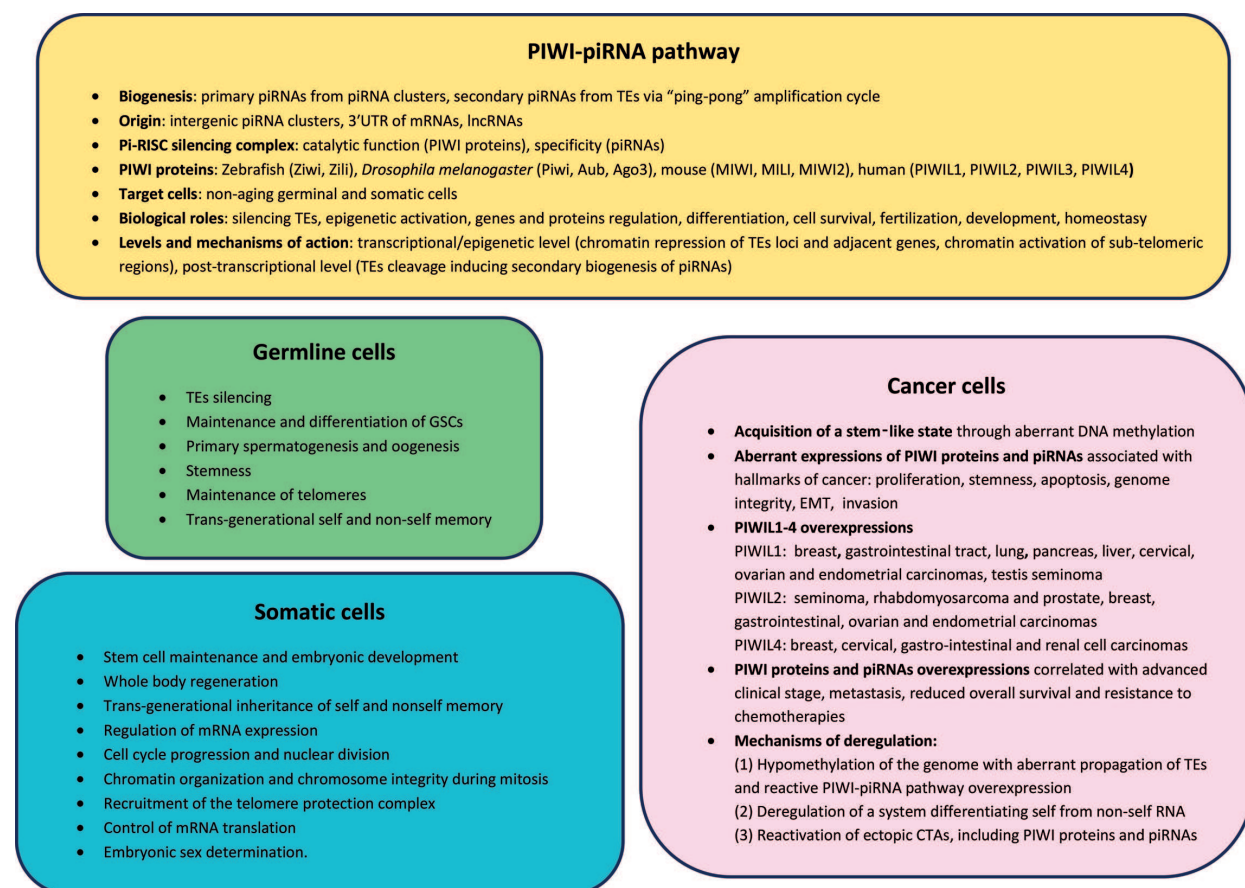 PIWI-piRNA pathway
• Biogenesis: primary piRNAs from piRNA clusters, secondary piRNAs from TEs via “ping-pong” amplification cycle
• Origin: intergenic piRNA clusters, 3’UTR of mRNAs, lncRNAs
• Pi-RISC silencing complex: catalytic function (PIWI proteins), specificity (piRNAs)
• PIWI proteins: Zebrafish (Ziwi, Zili), Drosophila melanogaster (Piwi, Aub, Ago3), mouse (MIWI, MILI, MIWI2), human (PIWIL1, PIWIL2, PIWIL3, PIWIL4)
• Target cells: non-aging germinal and somatic cells
• Biological roles: silencing TEs, epigenetic activation, genes and proteins regulation, differentiation, cell survival, fertilization, development, homeostasy
• Levels and mechanisms of action: transcriptional/epigenetic level (chromatin repression of TEs loci and adjacent genes, chromatin activation of sub-telomeric
regions), post-transcriptional level (TEs cleavage inducing secondary biogenesis of piRNAs)
Germline cells
• TEs silencing
• Maintenance and differentiation of GSCs
• Primary spermatogenesis and oogenesis
• Stemness
• Maintenance of telomeres
• Trans-generational self and non-self memory
Somatic cells
• Stem cell maintenance and embryonic development
• Whole body regeneration
• Trans-generational inheritance of self and nonself memory
• Regulation of mRNA expression
• Cell cycle progression and nuclear division
• Chromatin organization and chromosome integrity during mitosis
• Recruitment of the telomere protection complex
• Control of mRNA translation
• Embryonic sex determination.
Cancer cells
• Acquisition of a stem-like state through aberrant DNA methylation
• Aberrant expressions of PIWI proteins and piRNAs associated with
hallmarks of cancer: proliferation, stemness, apoptosis, genome
integrity, EMT, invasion
• PIWIL1-4 overexpressions
PIWIL1: breast, gastrointestinal tract, lung, pancreas, liver, cervical,
ovarian and endometrial carcinomas, testis seminoma
PIWIL2: seminoma, rhabdomyosarcoma and prostate, breast,
gastrointestinal, ovarian and endometrial carcinomas
PIWIL4: breast, cervical, gastro-intestinal and renal cell carcinomas
• PIWI proteins and piRNAs overexpressions correlated with advanced
clinical stage, metastasis, reduced overall survival and resistance to
chemotherapies
• Mechanisms of deregulation:
(1) Hypomethylation of the genome with aberrant propagation of TEs
and reactive PIWI-piRNA pathway overexpression
(2) Deregulation of a system differentiating self from non-self RNA
(3) Reactivation of ectopic CTAs, including PIWI proteins and piRNAs